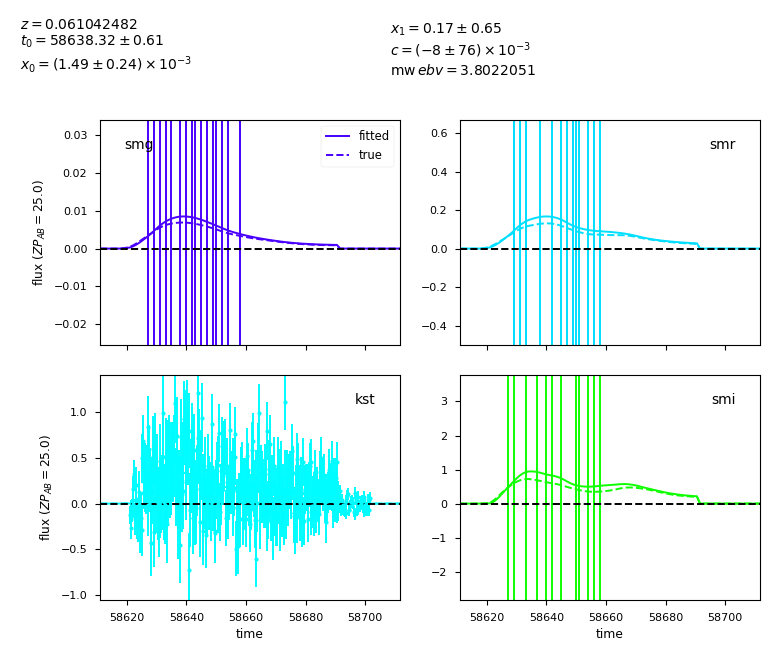 z = 0.061042482
t₀ = 58638.32 ± 0.61
x₀ = (1.49 ± 0.24) × 10⁻³
x₁ = 0.17 ± 0.65
c = (−8 ± 76) × 10⁻³
mw ebv = 3.8022051
smg
fitted
true
0.03
0.02
0.01
0.00
−0.01
−0.02
flux (ZP_AB = 25.0)
smr
0.6
0.4
0.2
0.0
−0.2
−0.4
kst
1.0
0.5
0.0
−0.5
−1.0
flux (ZP_AB = 25.0)
58620 58640 58660 58680 58700
time
smi
3
2
1
0
−1
−2
58620 58640 58660 58680 58700
time